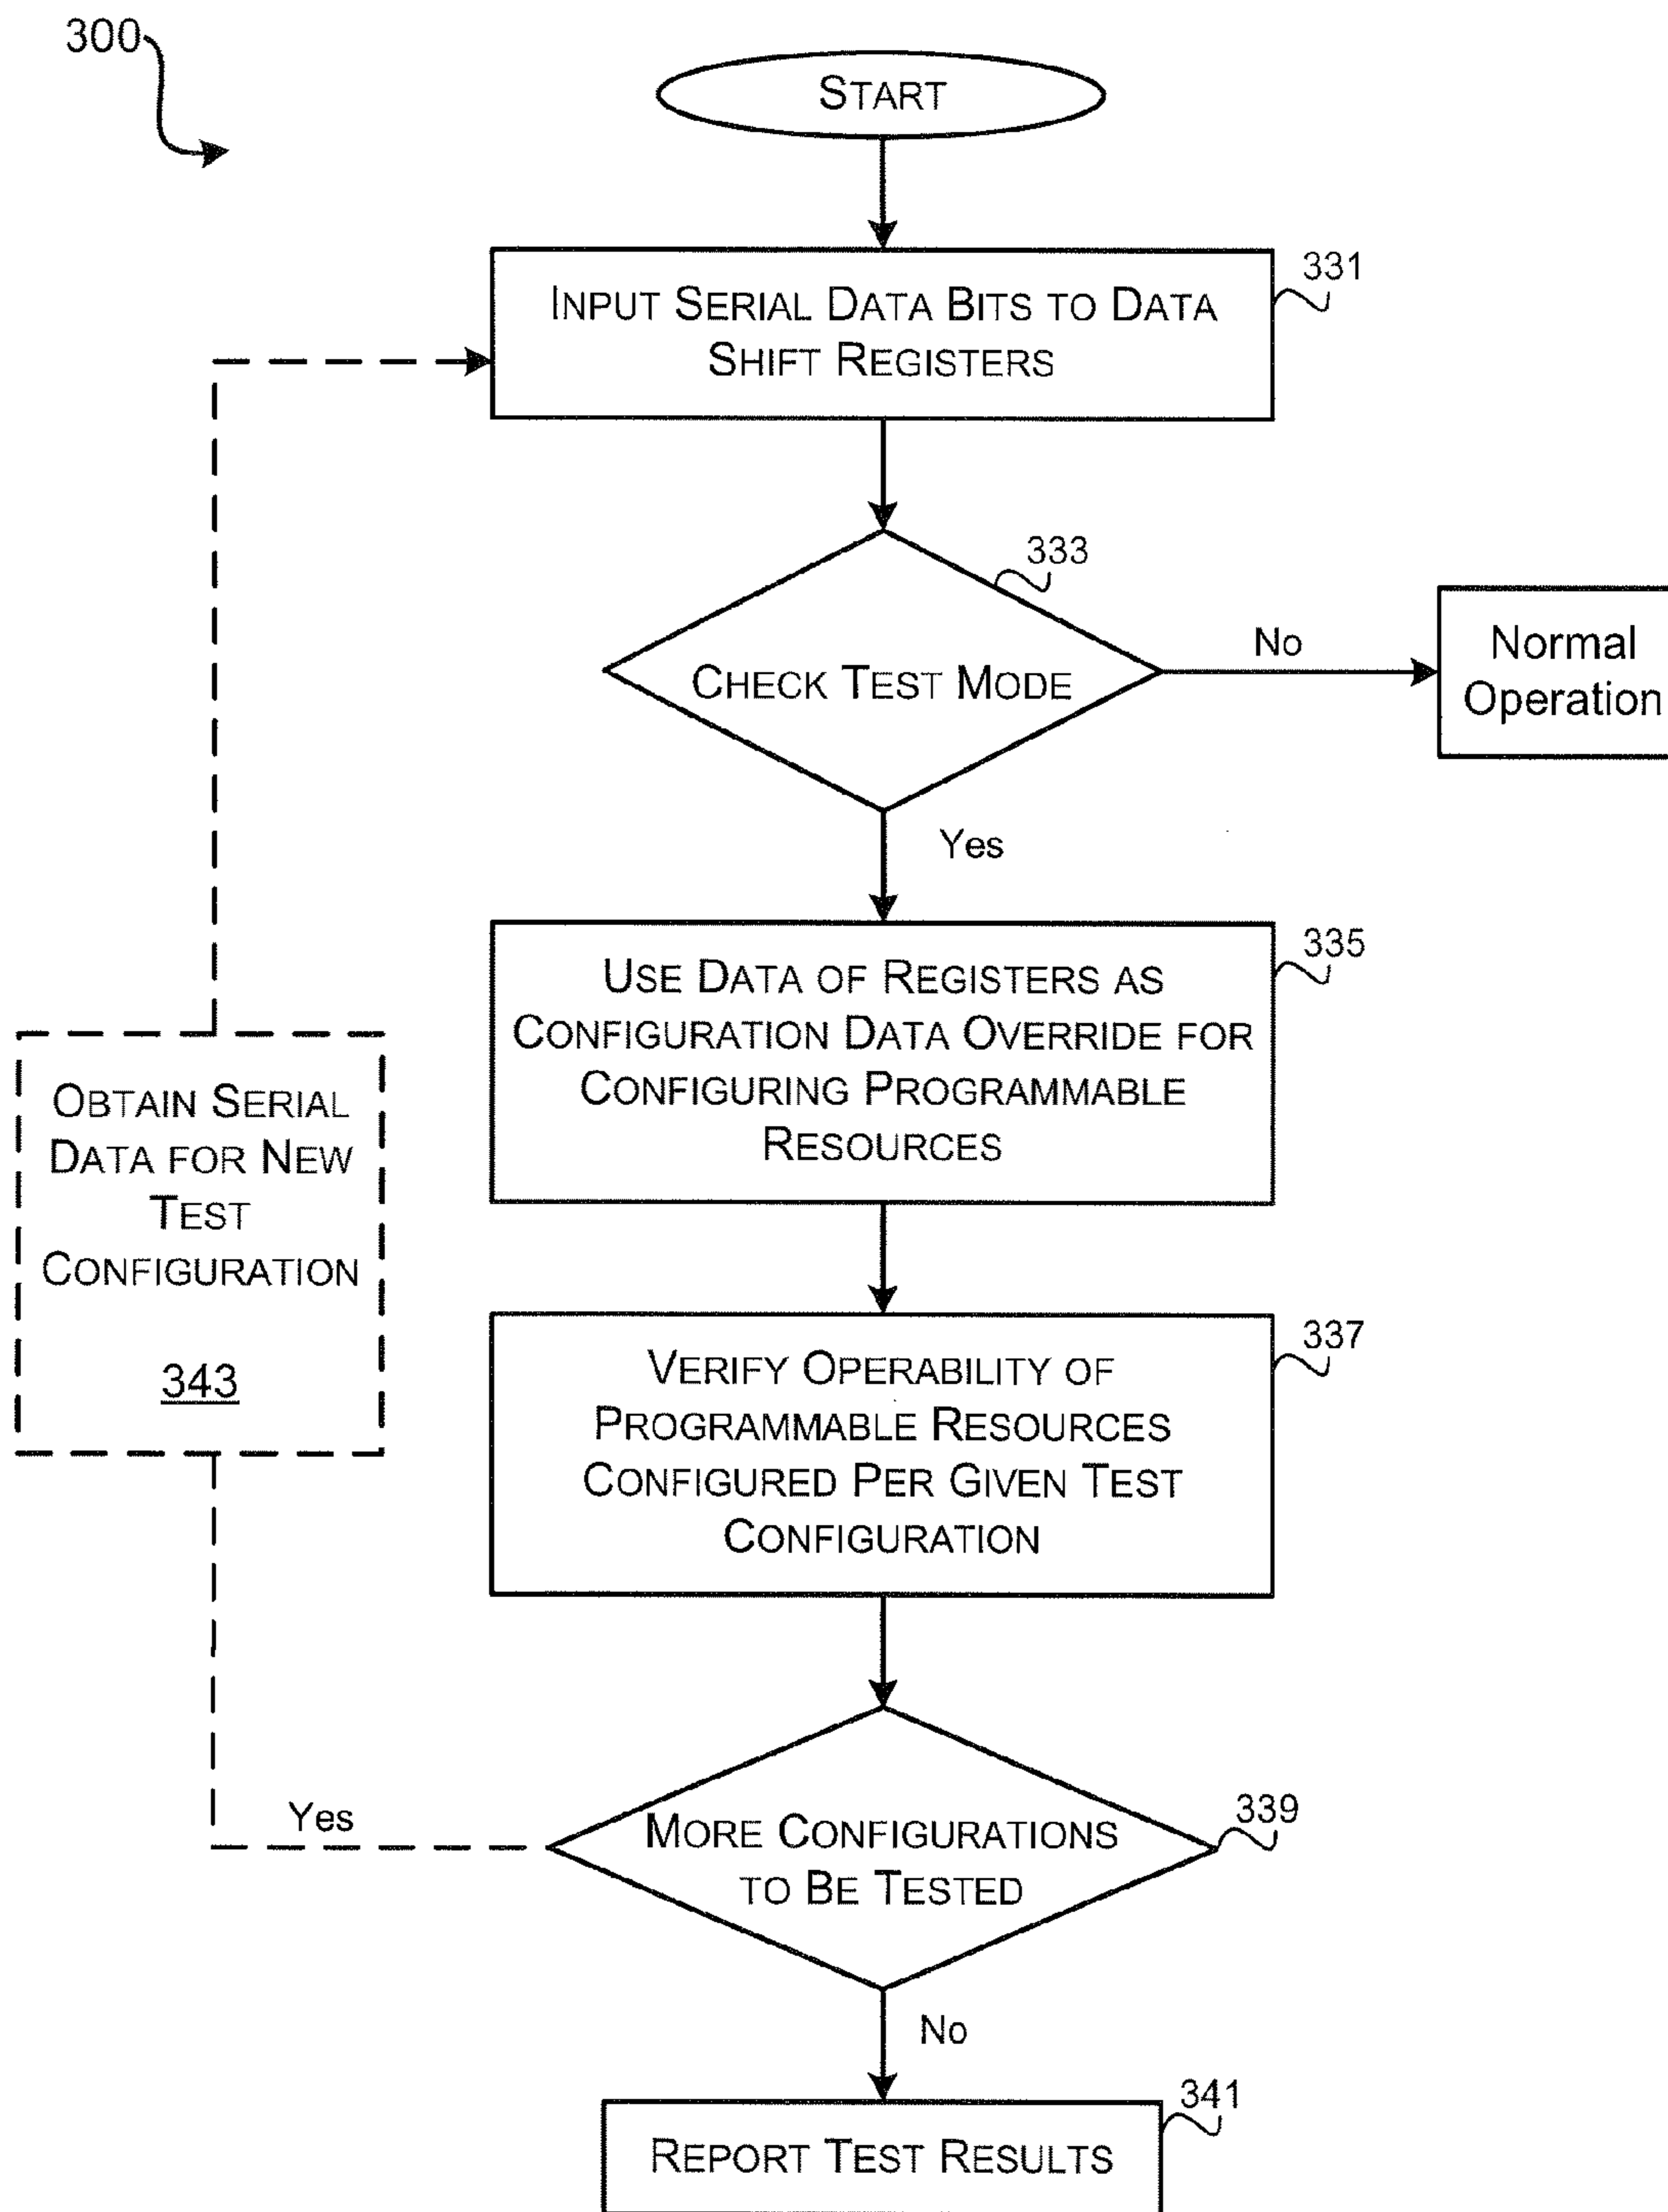 300
START
INPUT SERIAL DATA BITS TO DATA
SHIFT REGISTERS
331
333
CHECK TEST MODE
No
Normal
Operation
Yes
USE DATA OF REGISTERS AS
CONFIGURATION DATA OVERRIDE FOR
CONFIGURING PROGRAMMABLE
RESOURCES
335
OBTAIN SERIAL
DATA FOR NEW
TEST
CONFIGURATION
343
VERIFY OPERABILITY OF
PROGRAMMABLE RESOURCES
CONFIGURED PER GIVEN TEST
CONFIGURATION
337
Yes
MORE CONFIGURATIONS
TO BE TESTED
339
No
341
REPORT TEST RESULTS